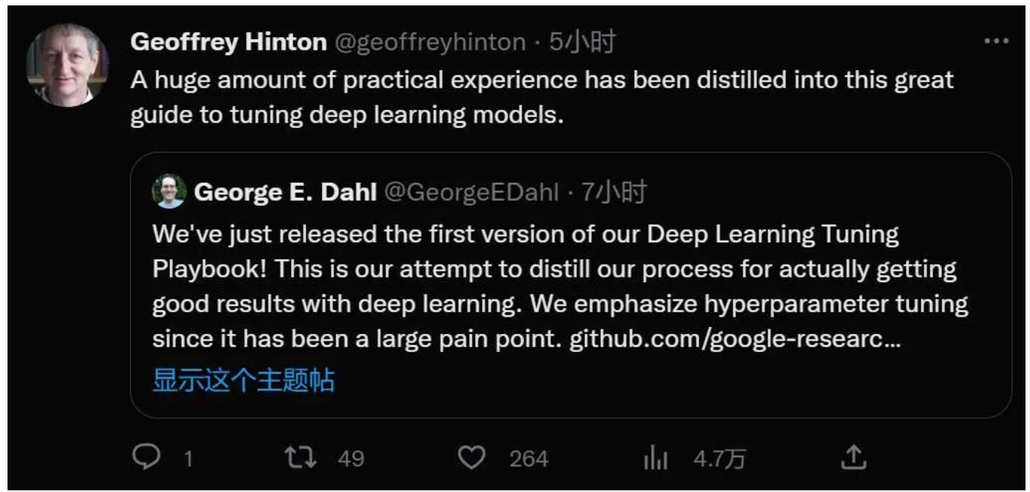 Geoffrey Hinton @geoffreyhinton · 5小时
A huge amount of practical experience has been distilled into this great
guide to tuning deep learning models.
George E. Dahl @GeorgeEDahl · 7小时
We've just released the first version of our Deep Learning Tuning
Playbook! This is our attempt to distill our process for actually getting
good results with deep learning. We emphasize hyperparameter tuning
since it has been a large pain point. github.com/google-researc...
显示这个主题帖
1 49 264 4.7万